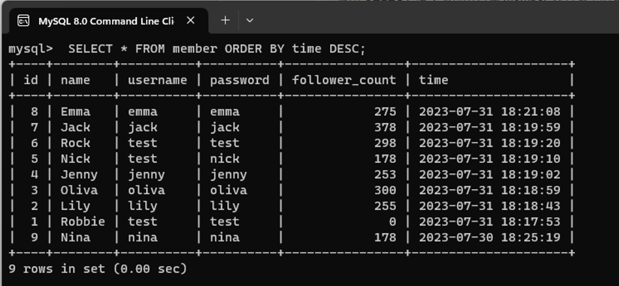 MySQL 8.0 Command Line Cli
mysql>  SELECT * FROM member ORDER BY time DESC;
+----+--------+----------+----------+----------------+---------------------+
| id | name   | username | password | follower_count | time                |
+----+--------+----------+----------+----------------+---------------------+
|  8 | Emma   | emma     | emma     |            275 | 2023-07-31 18:21:08 |
|  7 | Jack   | jack     | jack     |            378 | 2023-07-31 18:19:59 |
|  6 | Rock   | test     | test     |            298 | 2023-07-31 18:19:20 |
|  5 | Nick   | test     | nick     |            178 | 2023-07-31 18:19:10 |
|  4 | Jenny  | jenny    | jenny    |            253 | 2023-07-31 18:19:02 |
|  3 | Oliva  | oliva    | oliva    |            300 | 2023-07-31 18:18:59 |
|  2 | Lily   | lily     | lily     |            255 | 2023-07-31 18:18:43 |
|  1 | Robbie | test     | test     |              0 | 2023-07-31 18:17:53 |
|  9 | Nina   | nina     | nina     |            178 | 2023-07-30 18:25:19 |
+----+--------+----------+----------+----------------+---------------------+
9 rows in set (0.00 sec)